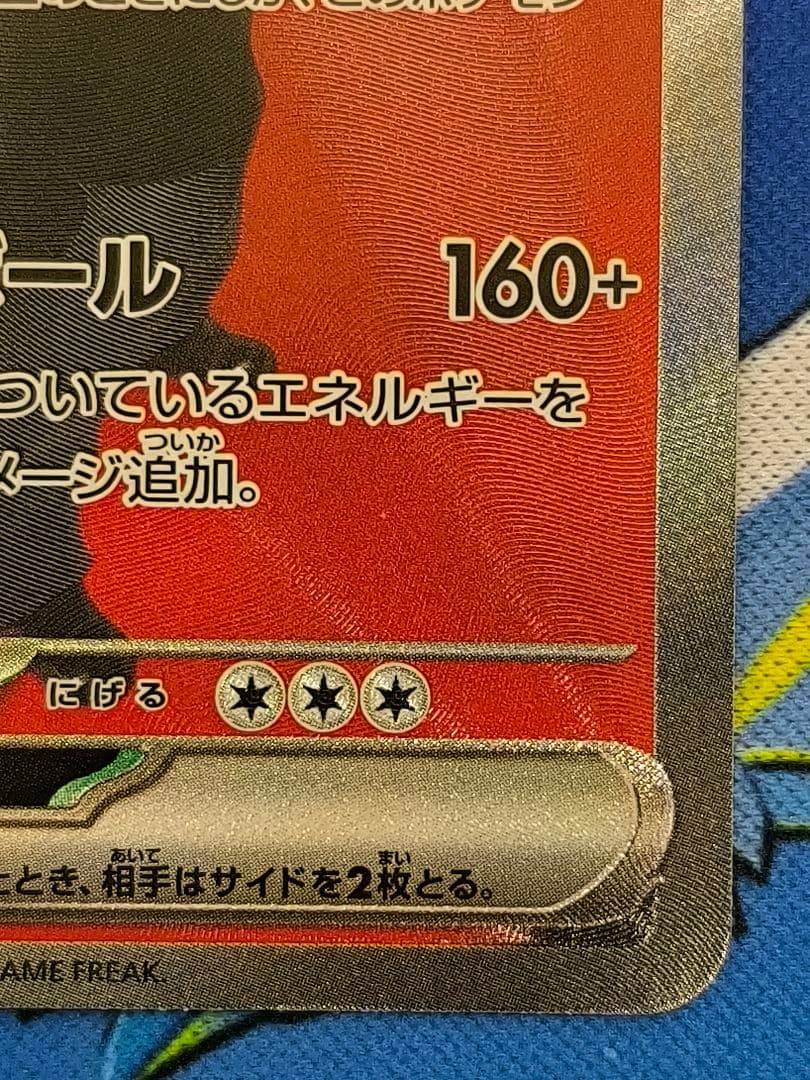 ール 160+
ついているエネルギーを
メージ追加。
ついか
にげる
とき、相手はサイドを2枚とる。
あいて まい
AME FREAK.